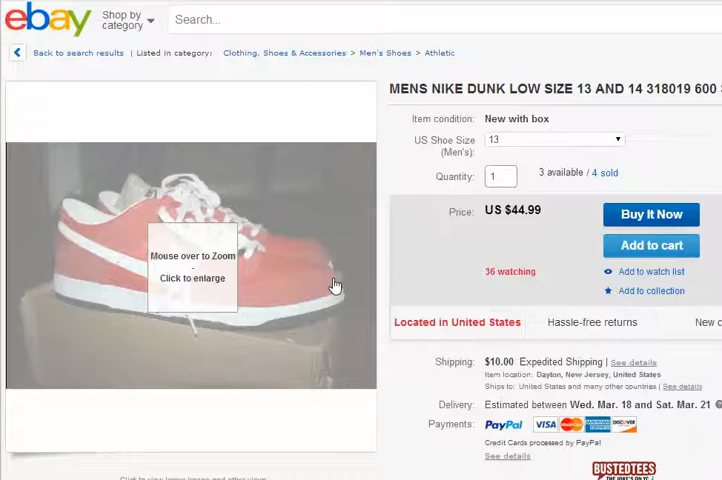 ebay
Shop by
category
Search...
Back to search results | Listed in category: Clothing, Shoes & Accessories > Men's Shoes > Athletic
MENS NIKE DUNK LOW SIZE 13 AND 14 318019 600
Item condition: New with box
US Shoe Size
(Men's): 13
Quantity: 1 3 available / 4 sold
Price: US $44.99
Buy It Now
Add to cart
36 watching
Add to watch list
Add to collection
Mouse over to Zoom
-
Click to enlarge
Located in United States Hassle-free returns New c
Shipping: $10.00 Expedited Shipping | See details
Item location: Dayton, New Jersey, United States
Ships to: United States and many other countries | See details
Delivery: Estimated between Wed. Mar. 18 and Sat. Mar. 21
Payments: PayPal VISA MasterCard AMERICAN EXPRESS DISCOVER
Credit Cards processed by PayPal
See details
BUSTEDTEES